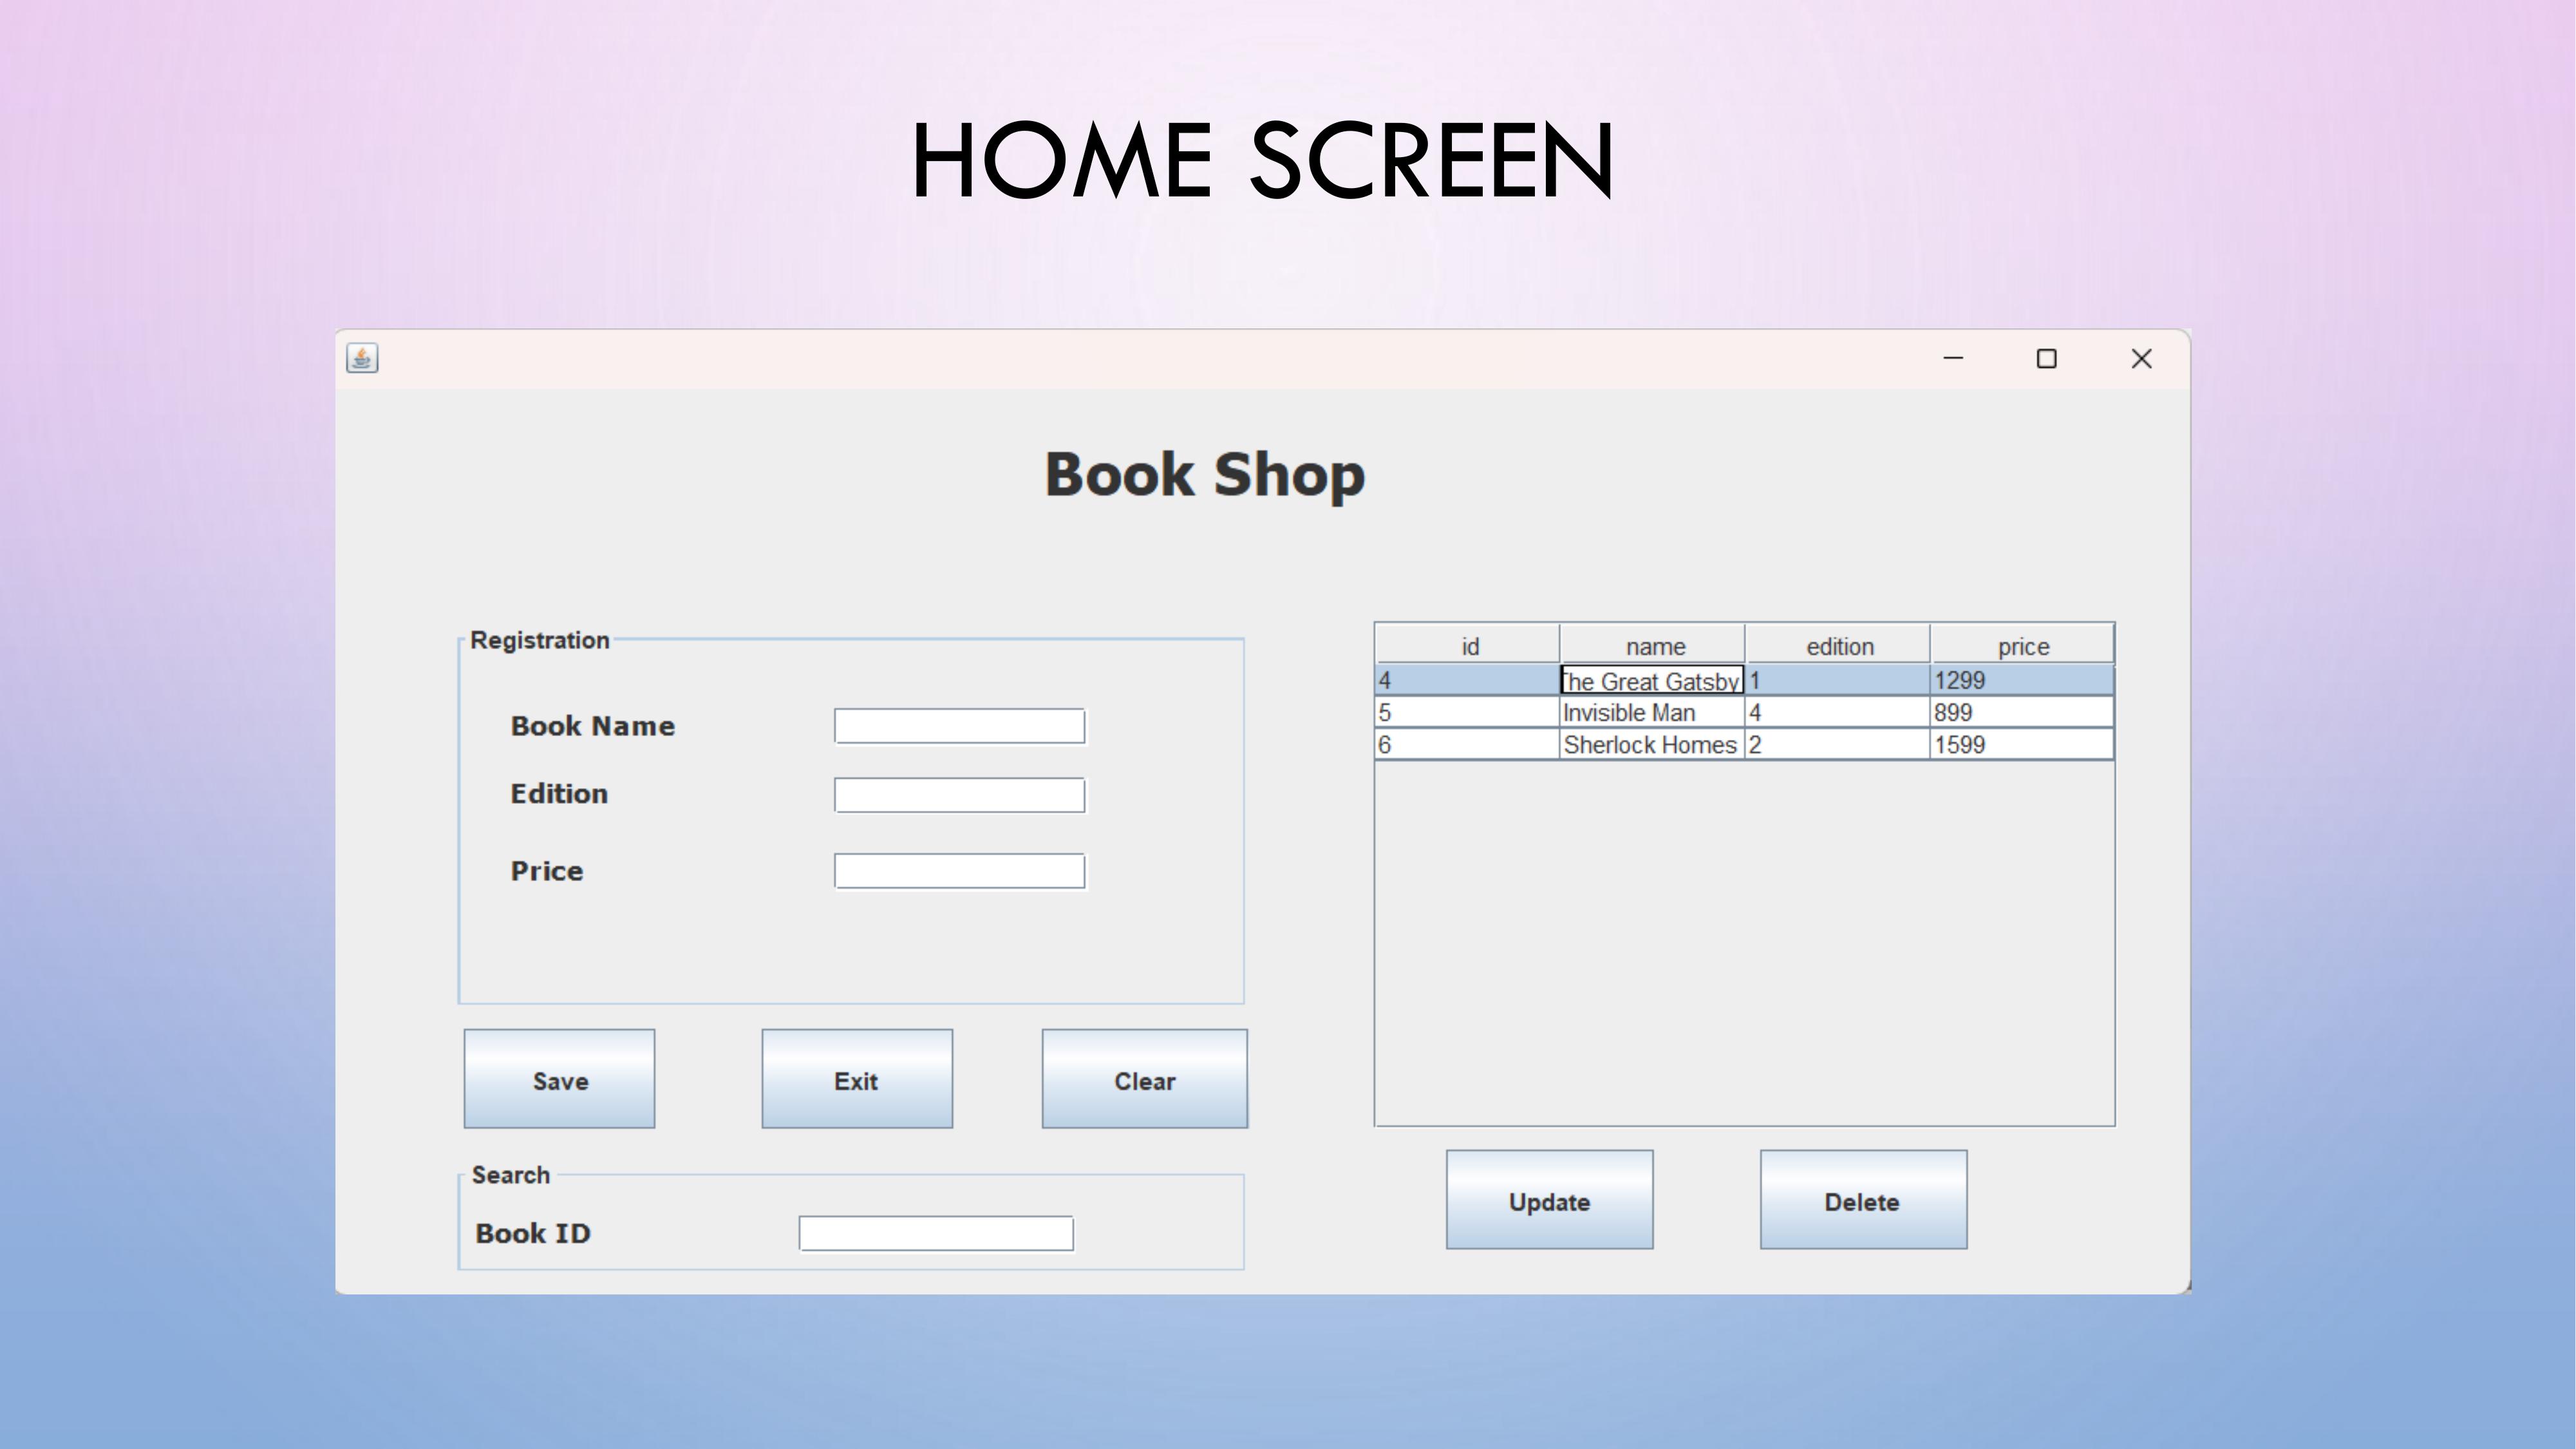 HOME SCREEN
Book Shop
Registration
Book Name
Edition
Price
Save Exit Clear
Search
Book ID
id name edition price
4 The Great Gatsby 1 1299
5 Invisible Man 4 899
6 Sherlock Homes 2 1599
Update Delete